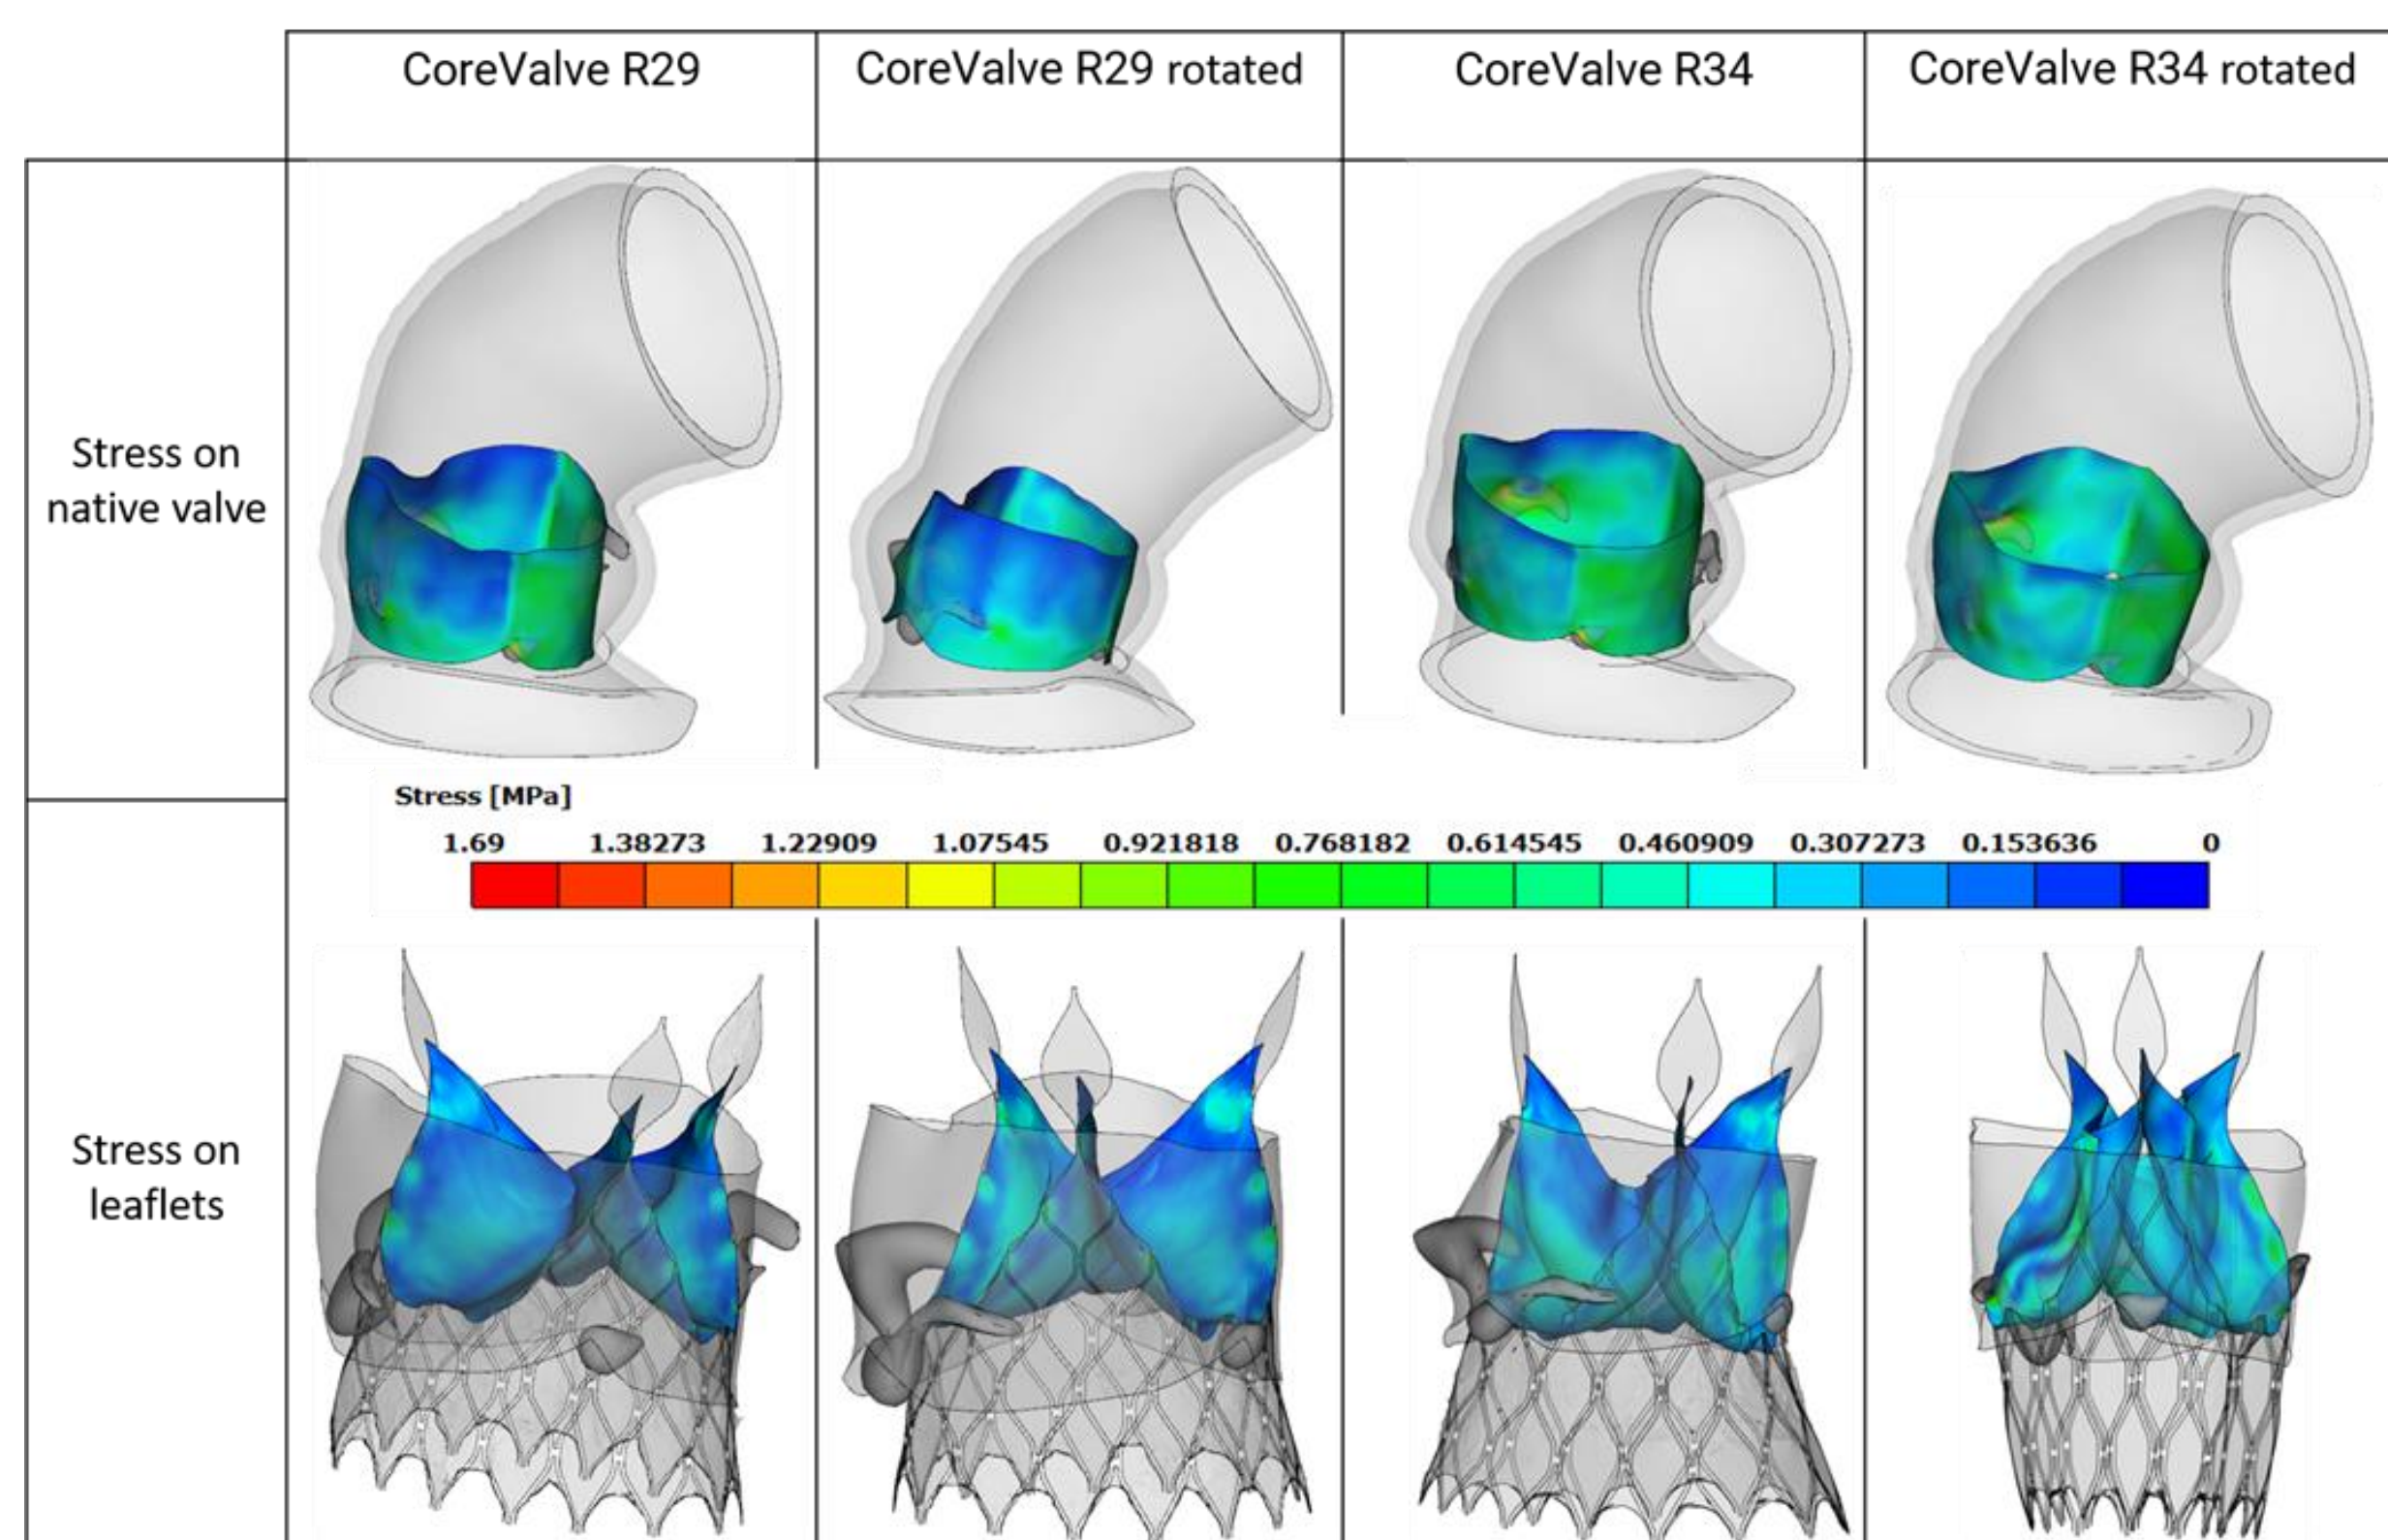 CoreValve R29
CoreValve R29 rotated
CoreValve R34
CoreValve R34 rotated
Stress on
native valve
Stress [MPa]
1.69 1.38273 1.22909 1.07545 0.921818 0.768182 0.614545 0.460909 0.307273 0.153636 0
Stress on
leaflets